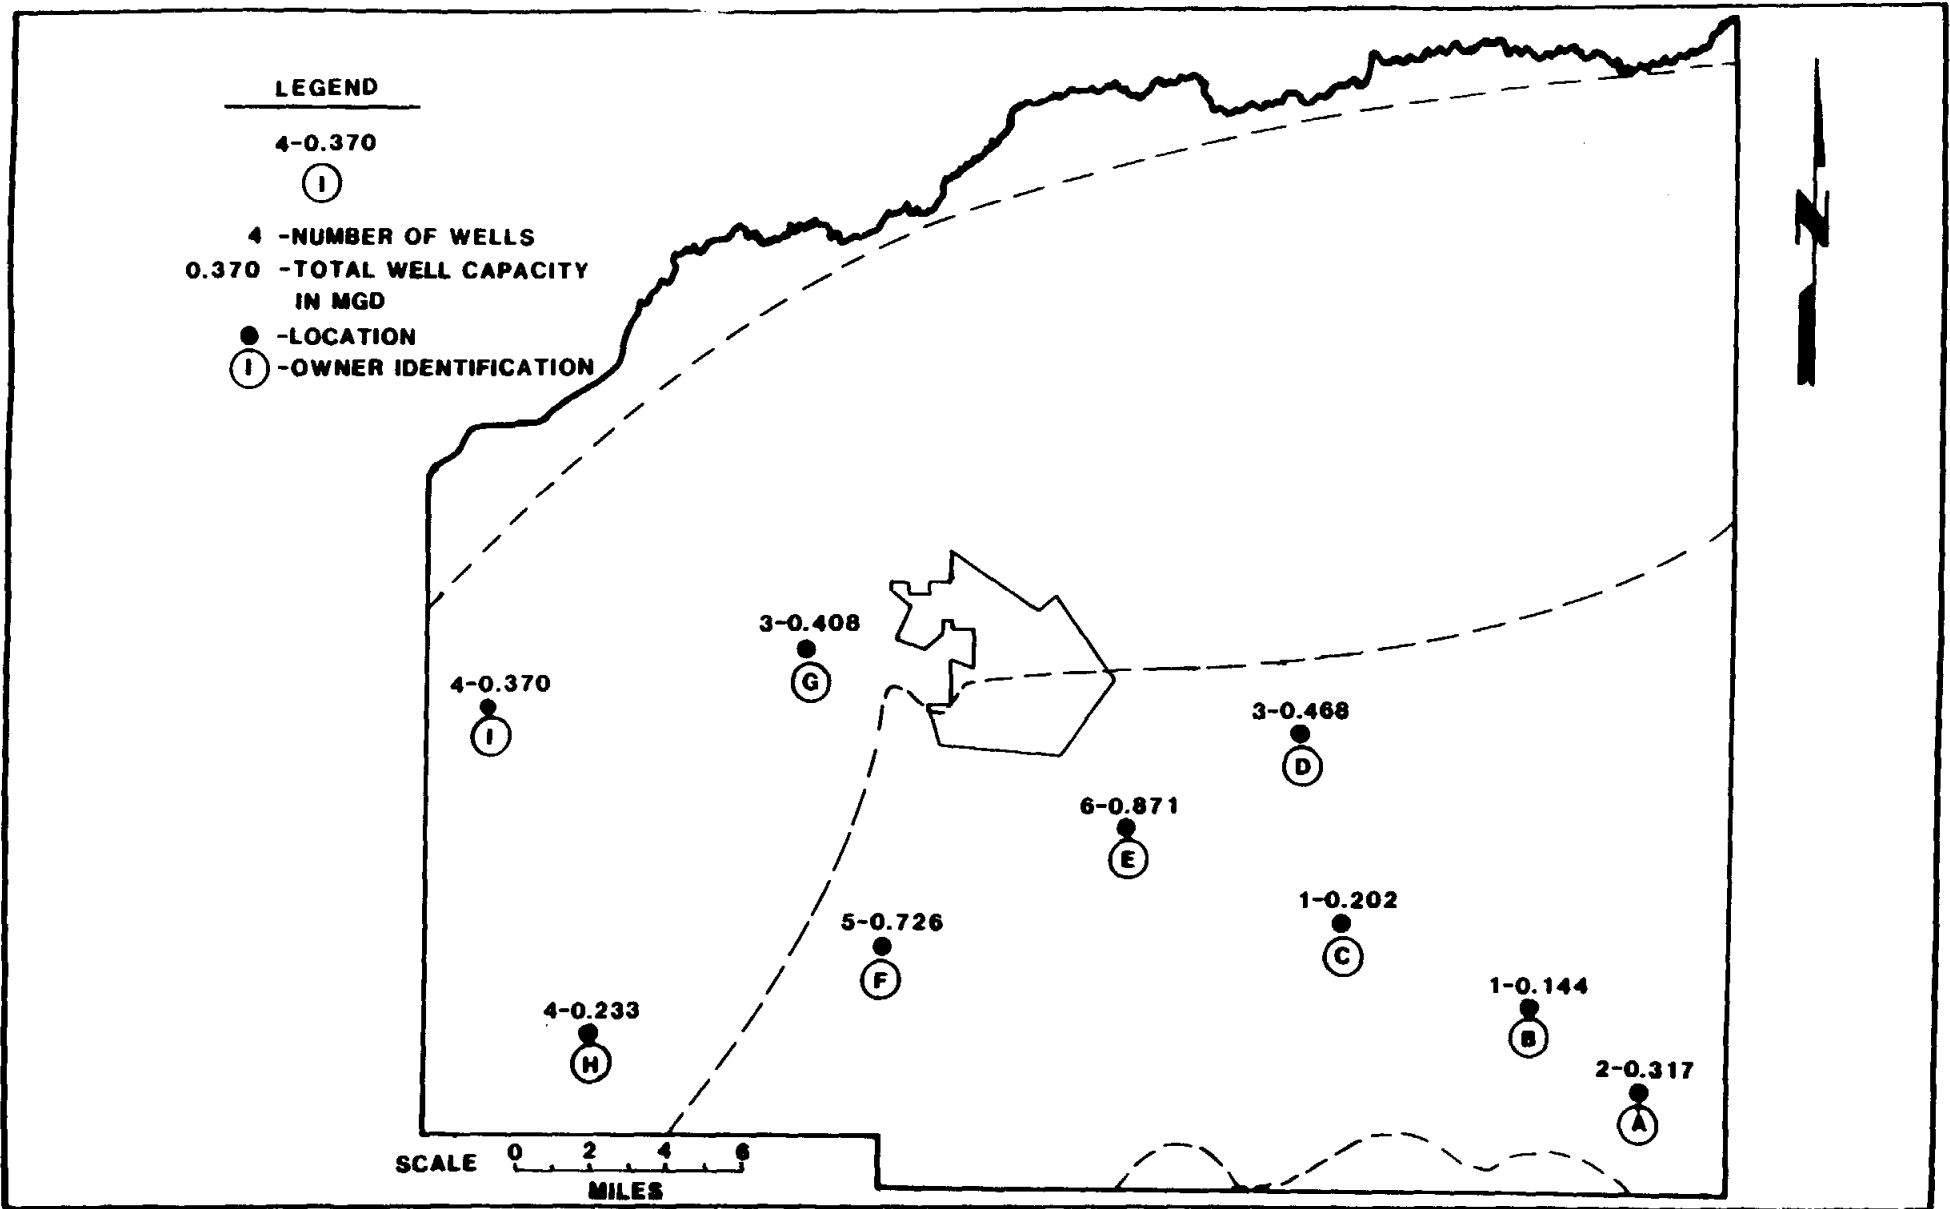 LEGEND
4-0.370
I
4 -NUMBER OF WELLS
0.370 -TOTAL WELL CAPACITY
IN MGD
-LOCATION
I -OWNER IDENTIFICATION
N
3-0.408
G
4-0.370
I
3-0.468
D
6-0.871
E
1-0.202
C
5-0.726
F
1-0.144
B
4-0.233
H
2-0.317
A
SCALE 0 2 4 6
MILES